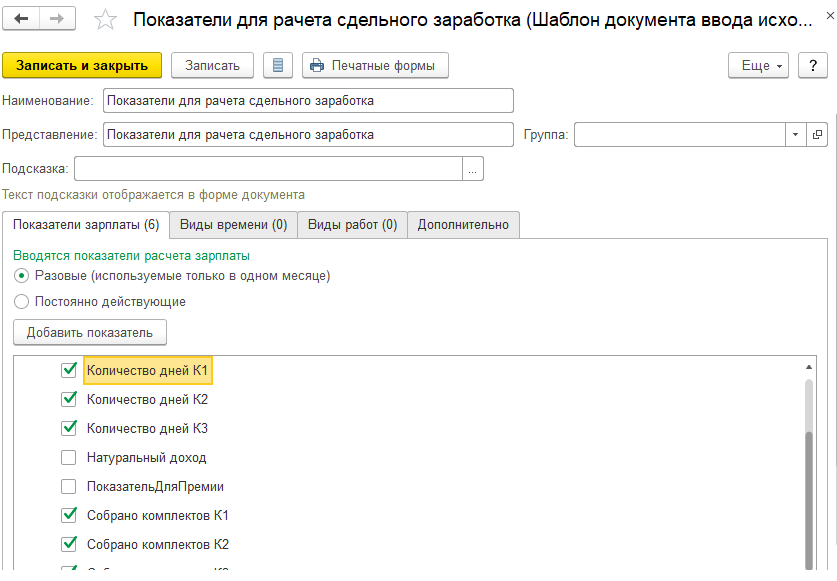 Показатели для рачета сдельного заработка (Шаблон документа ввода исхо...
Записать и закрыть Записать Печатные формы Еще ?
Наименование: Показатели для рачета сдельного заработка
Представление: Показатели для рачета сдельного заработка Группа:
Подсказка: ...
Текст подсказки отображается в форме документа
Показатели зарплаты (6) Виды времени (0) Виды работ (0) Дополнительно
Вводятся показатели расчета зарплаты
Разовые (используемые только в одном месяце)
Постоянно действующие
Добавить показатель
Количество дней К1
Количество дней К2
Количество дней К3
Натуральный доход
ПоказательДляПремии
Собрано комплектов К1
Собрано комплектов К2